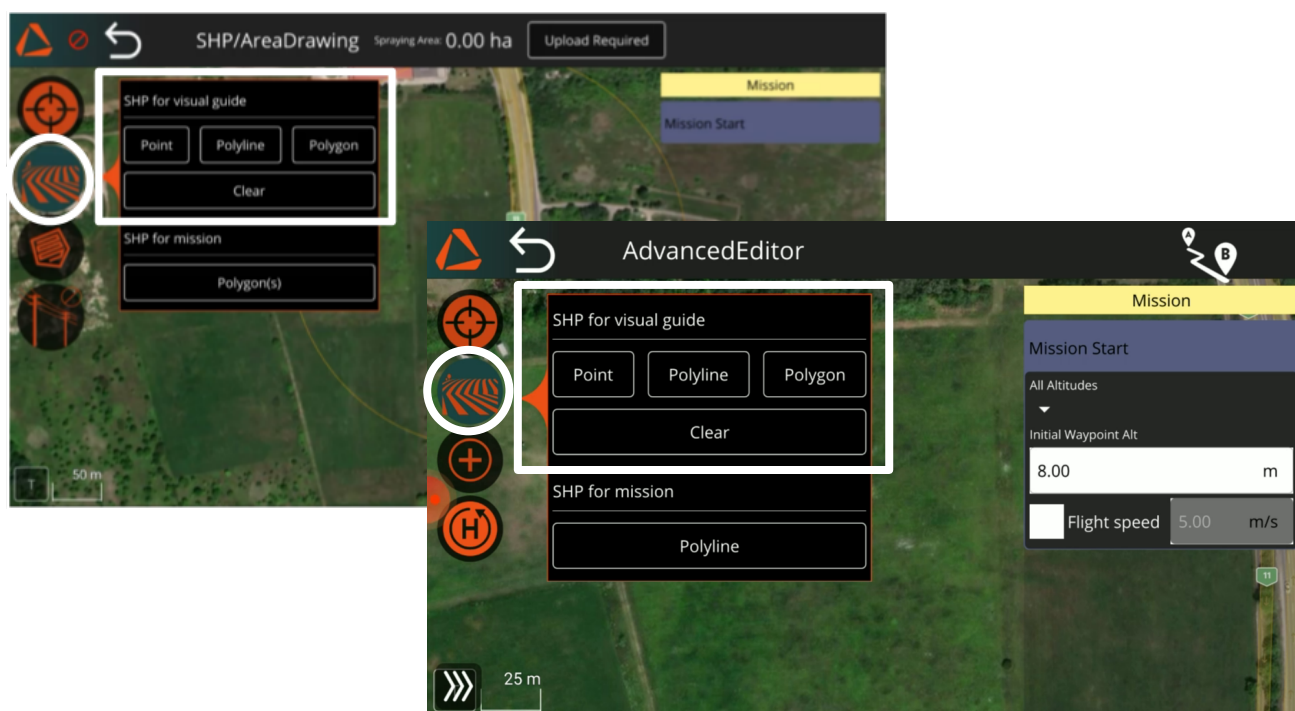 SHP/AreaDrawing Spraying Area: 0.00 ha Upload Required
SHP for visual guide
Point Polyline Polygon
Clear
SHP for mission
Polygon(s)
Mission
Mission Start
T 50 m
AdvancedEditor A B
SHP for visual guide
Point Polyline Polygon
Clear
SHP for mission
Polyline
H
Mission
Mission Start
All Altitudes
Initial Waypoint Alt
8.00 m
Flight speed 5.00 m/s
11
25 m